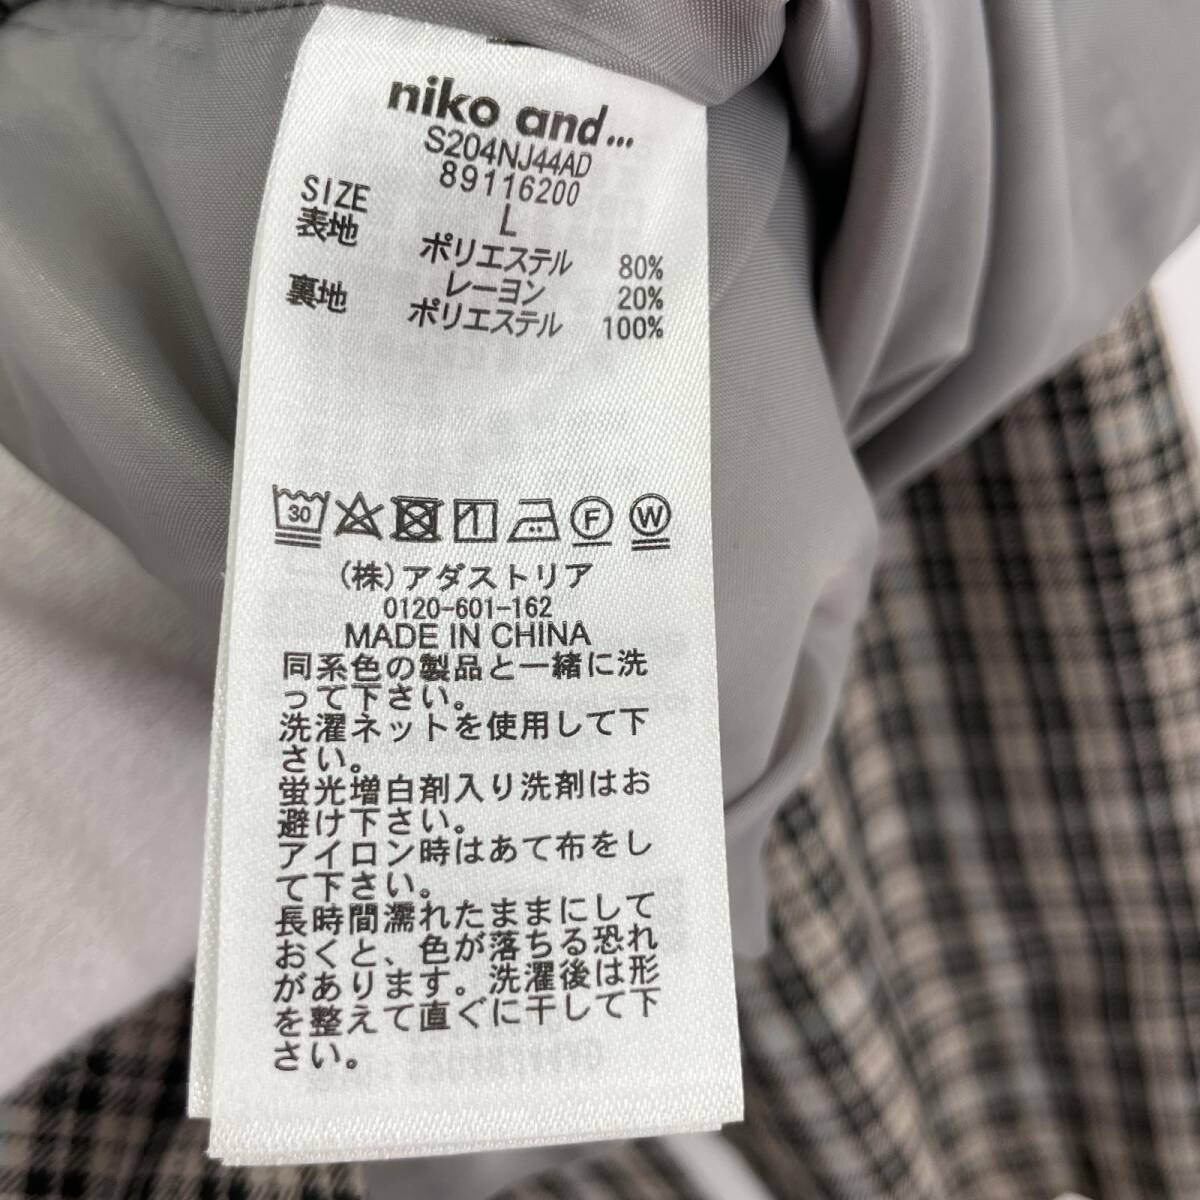 niko and...
S204NJ44AD
89116200
SIZE L
表地 ポリエステル 80%
レーヨン 20%
裏地 ポリエステル 100%
30 F W
(株)アダストリア
0120-601-162
MADE IN CHINA
同系色の製品と一緒に洗
って下さい。
洗濯ネットを使用して下
さい。
蛍光増白剤入り洗剤はお
避け下さい。
アイロン時はあて布をし
て下さい。
長時間濡れたままにして
おくと、色が落ちる恐れ
があります。洗濯後は形
を整えて直ぐに干して下
さい。